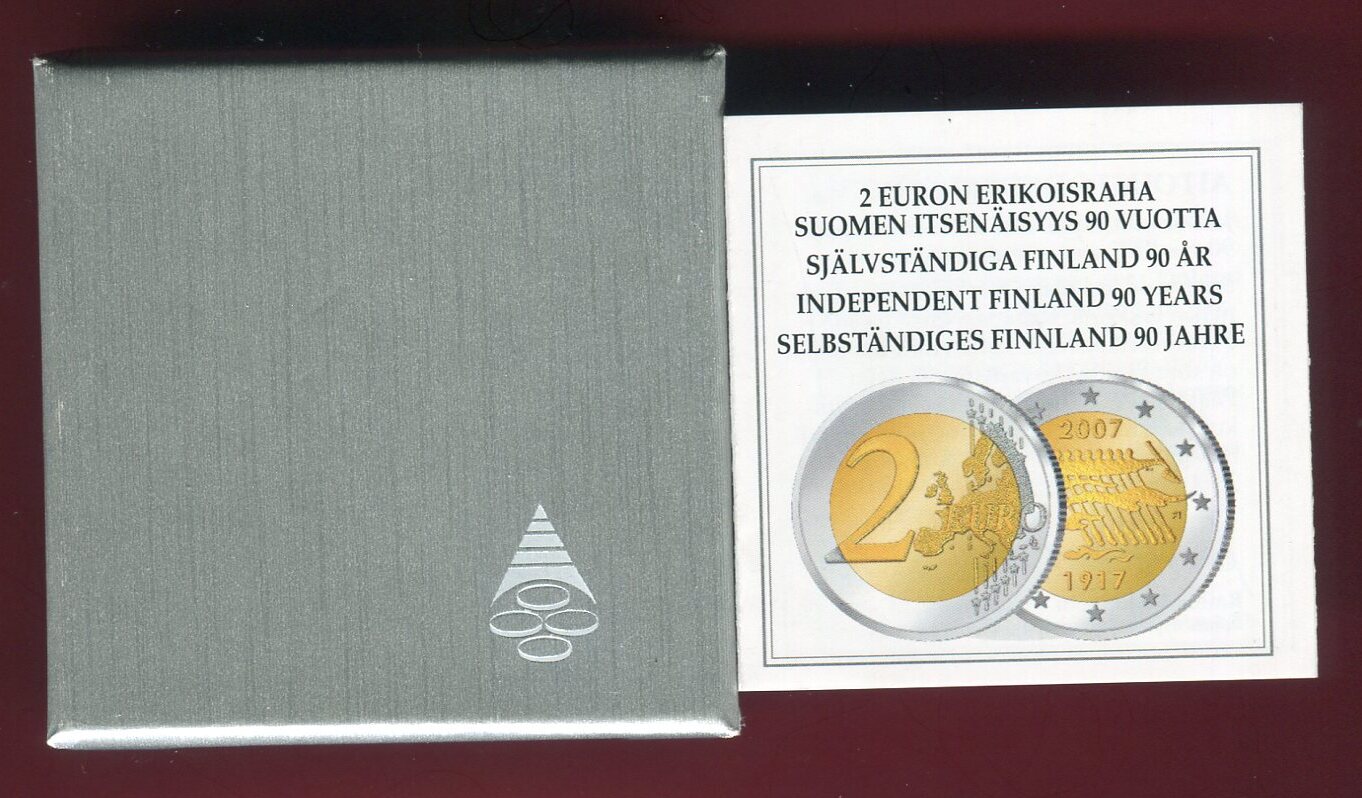 2 EURON ERIKOISRAHA
SUOMEN ITSENÄISYYS 90 VUOTTA
SJÄLVSTÄNDIGA FINLAND 90 ÅR
INDEPENDENT FINLAND 90 YEARS
SELBSTÄNDIGES FINNLAND 90 JAHRE
2 EURO
2007
1917